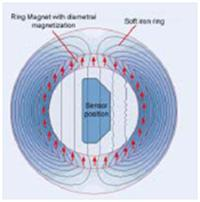 Ring Magnet with diametral
magnetization
Soft iron ring
Sensor
position